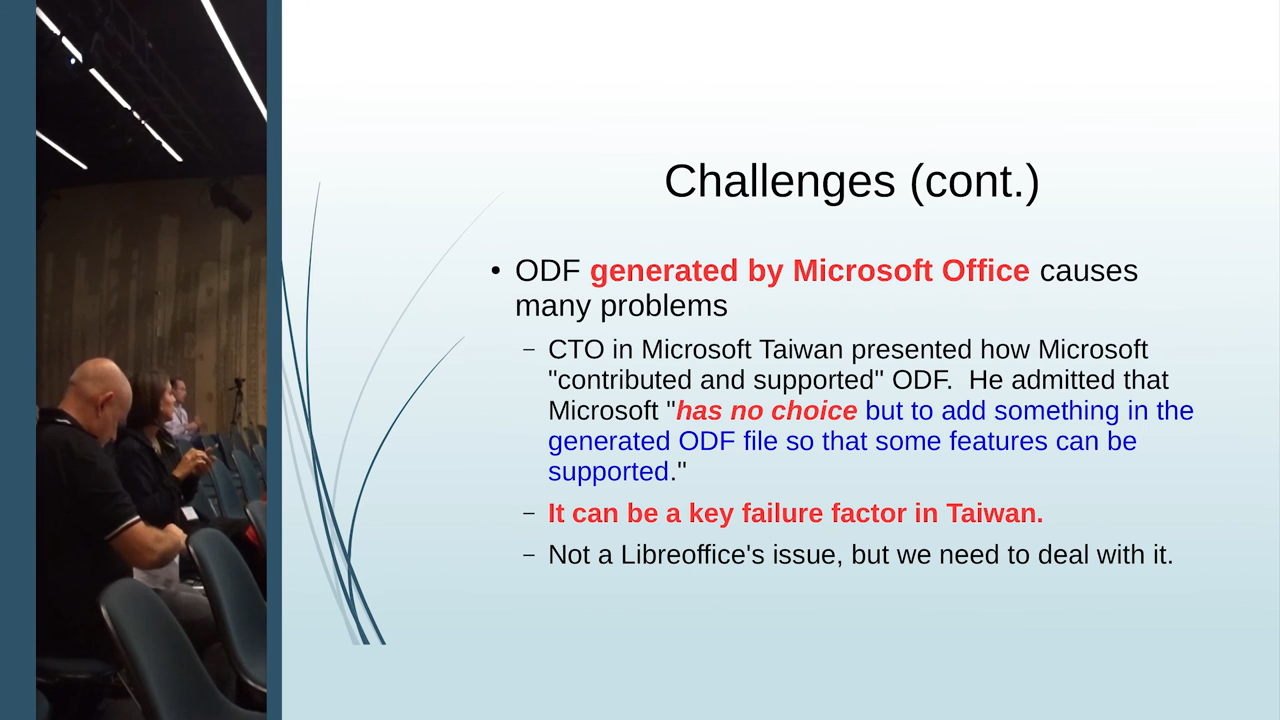 Challenges (cont.)
• ODF generated by Microsoft Office causes
many problems
– CTO in Microsoft Taiwan presented how Microsoft
"contributed and supported" ODF.  He admitted that
Microsoft "has no choice but to add something in the
generated ODF file so that some features can be
supported."
– It can be a key failure factor in Taiwan.
– Not a Libreoffice's issue, but we need to deal with it.